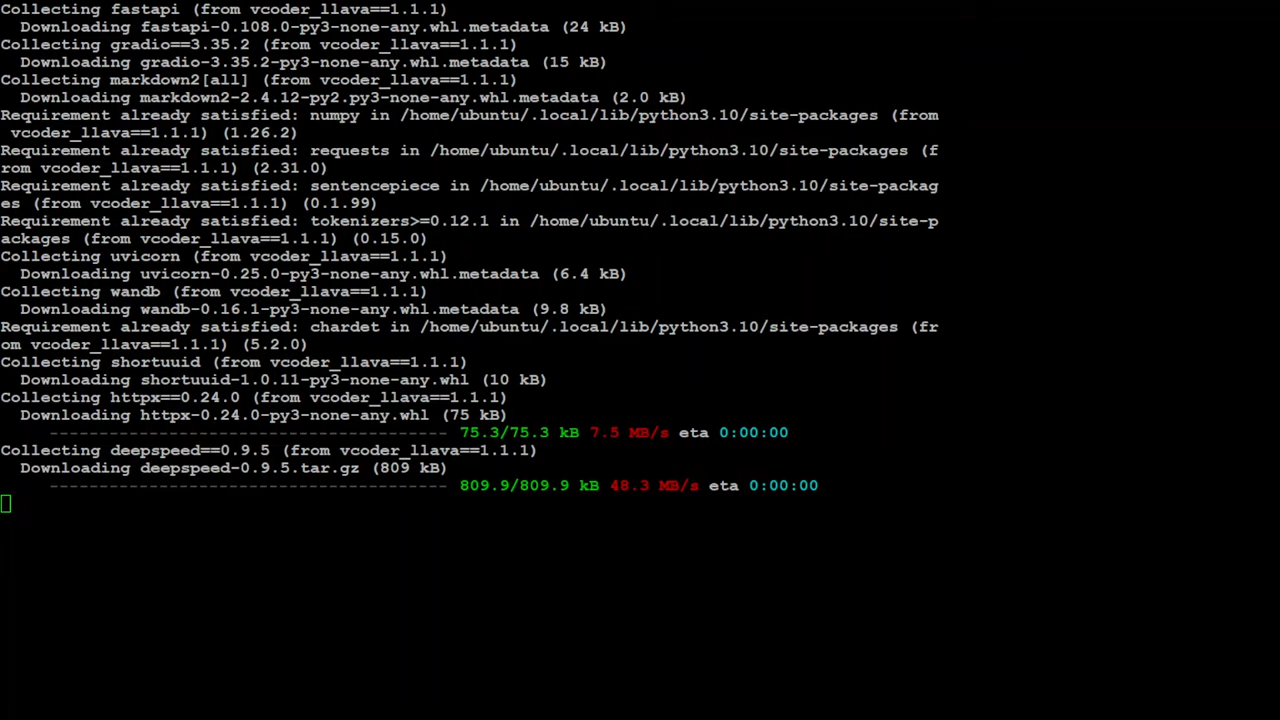 Collecting fastapi (from vcoder_llava==1.1.1)
  Downloading fastapi-0.108.0-py3-none-any.whl.metadata (24 kB)
Collecting gradio==3.35.2 (from vcoder_llava==1.1.1)
  Downloading gradio-3.35.2-py3-none-any.whl.metadata (15 kB)
Collecting markdown2[all] (from vcoder_llava==1.1.1)
  Downloading markdown2-2.4.12-py2.py3-none-any.whl.metadata (2.0 kB)
Requirement already satisfied: numpy in /home/ubuntu/.local/lib/python3.10/site-packages (from
 vcoder_llava==1.1.1) (1.26.2)
Requirement already satisfied: requests in /home/ubuntu/.local/lib/python3.10/site-packages (f
rom vcoder_llava==1.1.1) (2.31.0)
Requirement already satisfied: sentencepiece in /home/ubuntu/.local/lib/python3.10/site-packag
es (from vcoder_llava==1.1.1) (0.1.99)
Requirement already satisfied: tokenizers>=0.12.1 in /home/ubuntu/.local/lib/python3.10/site-p
ackages (from vcoder_llava==1.1.1) (0.15.0)
Collecting uvicorn (from vcoder_llava==1.1.1)
  Downloading uvicorn-0.25.0-py3-none-any.whl.metadata (6.4 kB)
Collecting wandb (from vcoder_llava==1.1.1)
  Downloading wandb-0.16.1-py3-none-any.whl.metadata (9.8 kB)
Requirement already satisfied: chardet in /home/ubuntu/.local/lib/python3.10/site-packages (fr
om vcoder_llava==1.1.1) (5.2.0)
Collecting shortuuid (from vcoder_llava==1.1.1)
  Downloading shortuuid-1.0.11-py3-none-any.whl (10 kB)
Collecting httpx==0.24.0 (from vcoder_llava==1.1.1)
  Downloading httpx-0.24.0-py3-none-any.whl (75 kB)
     ---------------------------------------- 75.3/75.3 kB 7.5 MB/s eta 0:00:00
Collecting deepspeed==0.9.5 (from vcoder_llava==1.1.1)
  Downloading deepspeed-0.9.5.tar.gz (809 kB)
     ---------------------------------------- 809.9/809.9 kB 48.3 MB/s eta 0:00:00